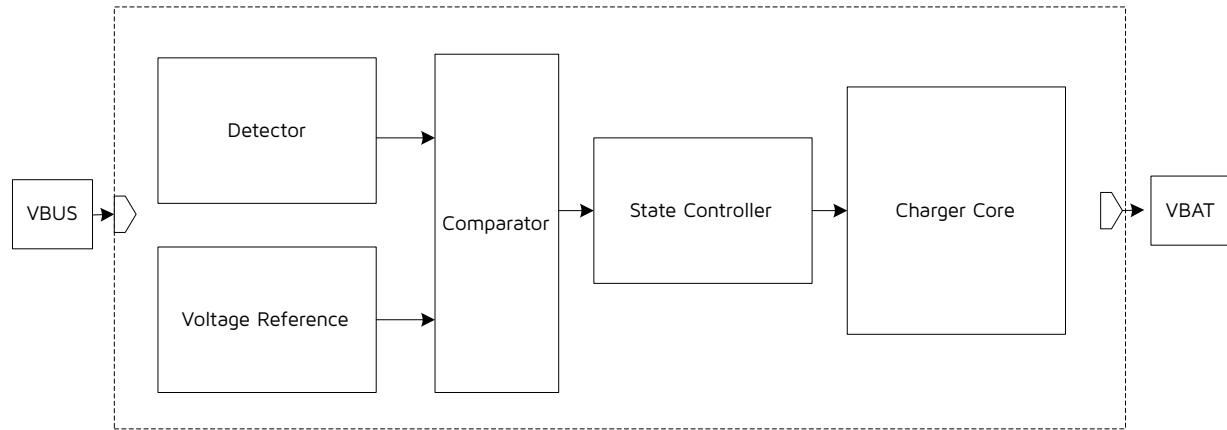 Detector
VBUS
Voltage Reference
Comparator
State Controller
Charger Core
VBAT